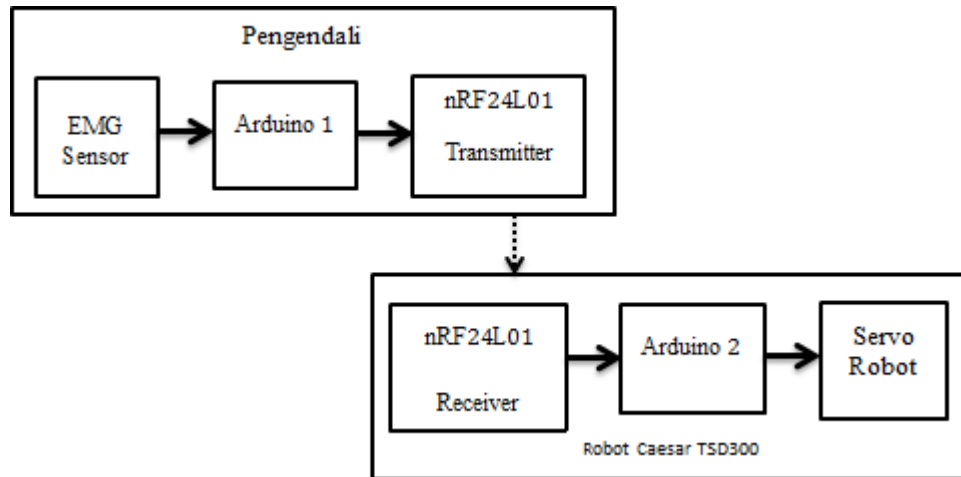 Pengendali
EMG
Sensor
Arduino 1
nRF24L01
Transmitter
nRF24L01
Receiver
Arduino 2
Servo
Robot
Robot Caesar TSD300